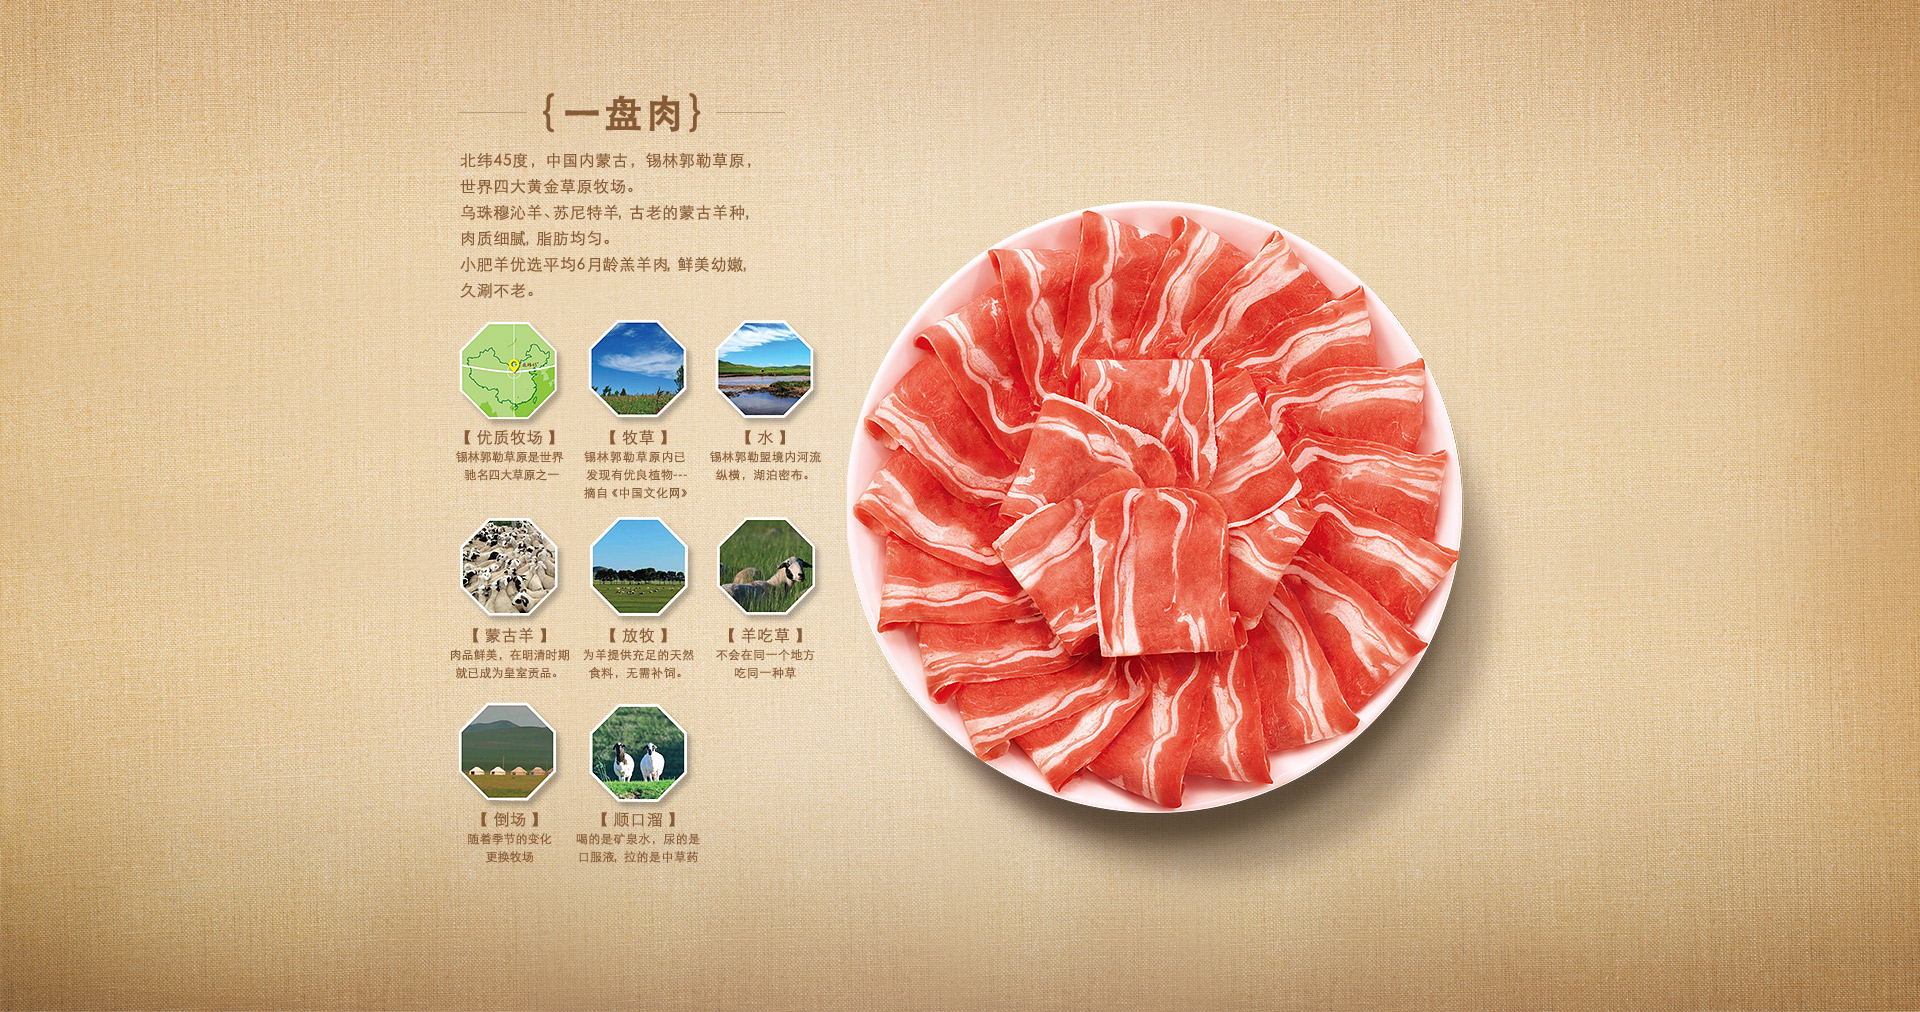 {一盘肉}
北纬45度，中国内蒙古，锡林郭勒草原，
世界四大黄金草原牧场。
乌珠穆沁羊、苏尼特羊，古老的蒙古羊种，
肉质细腻，脂肪均匀。
小肥羊优选平均6月龄羔羊肉，鲜美幼嫩，
久涮不老。
【 优质牧场 】
锡林郭勒草原是世界
驰名四大草原之一
【 牧草 】
锡林郭勒草原内已
发现有优良植物---
摘自《中国文化网》
【 水 】
锡林郭勒盟境内河流
纵横，湖泊密布。
【 蒙古羊 】
肉品鲜美，在明清时期
就已成为皇室贡品。
【 放牧 】
为羊提供充足的天然
食料，无需补饲。
【 羊吃草 】
不会在同一个地方
吃同一种草
【 倒场 】
随着季节的变化
更换牧场
【 顺口溜 】
喝的是矿泉水，尿的是
口服液，拉的是中草药